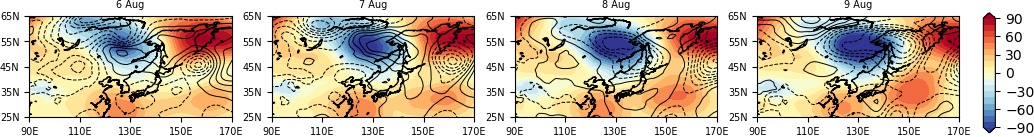 6 Aug 7 Aug 8 Aug 9 Aug
65N 65N 65N 65N 90
55N 55N 55N 55N 60
45N 45N 45N 45N 30
35N 35N 35N 35N 0
25N 25N 25N 25N −30
−60
−90
90E 110E 130E 150E 170E 90E 110E 130E 150E 170E 90E 110E 130E 150E 170E 90E 110E 130E 150E 170E